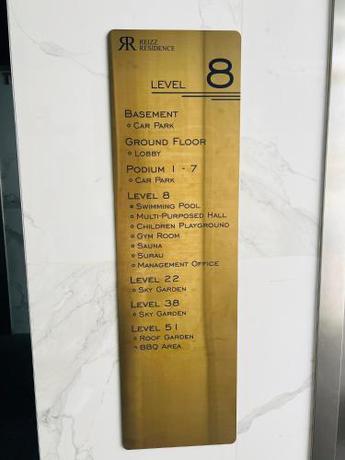 RR REIZZ
RESIDENCE
LEVEL 8
BASEMENT
CAR PARK
GROUND FLOOR
LOBBY
PODIUM 1 - 7
CAR PARK
LEVEL 8
SWIMMING POOL
MULTI-PURPOSED HALL
CHILDREN PLAYGROUND
GYM ROOM
SAUNA
SURAU
MANAGEMENT OFFICE
LEVEL 22
SKY GARDEN
LEVEL 38
SKY GARDEN
LEVEL 51
ROOF GARDEN
BBQ AREA